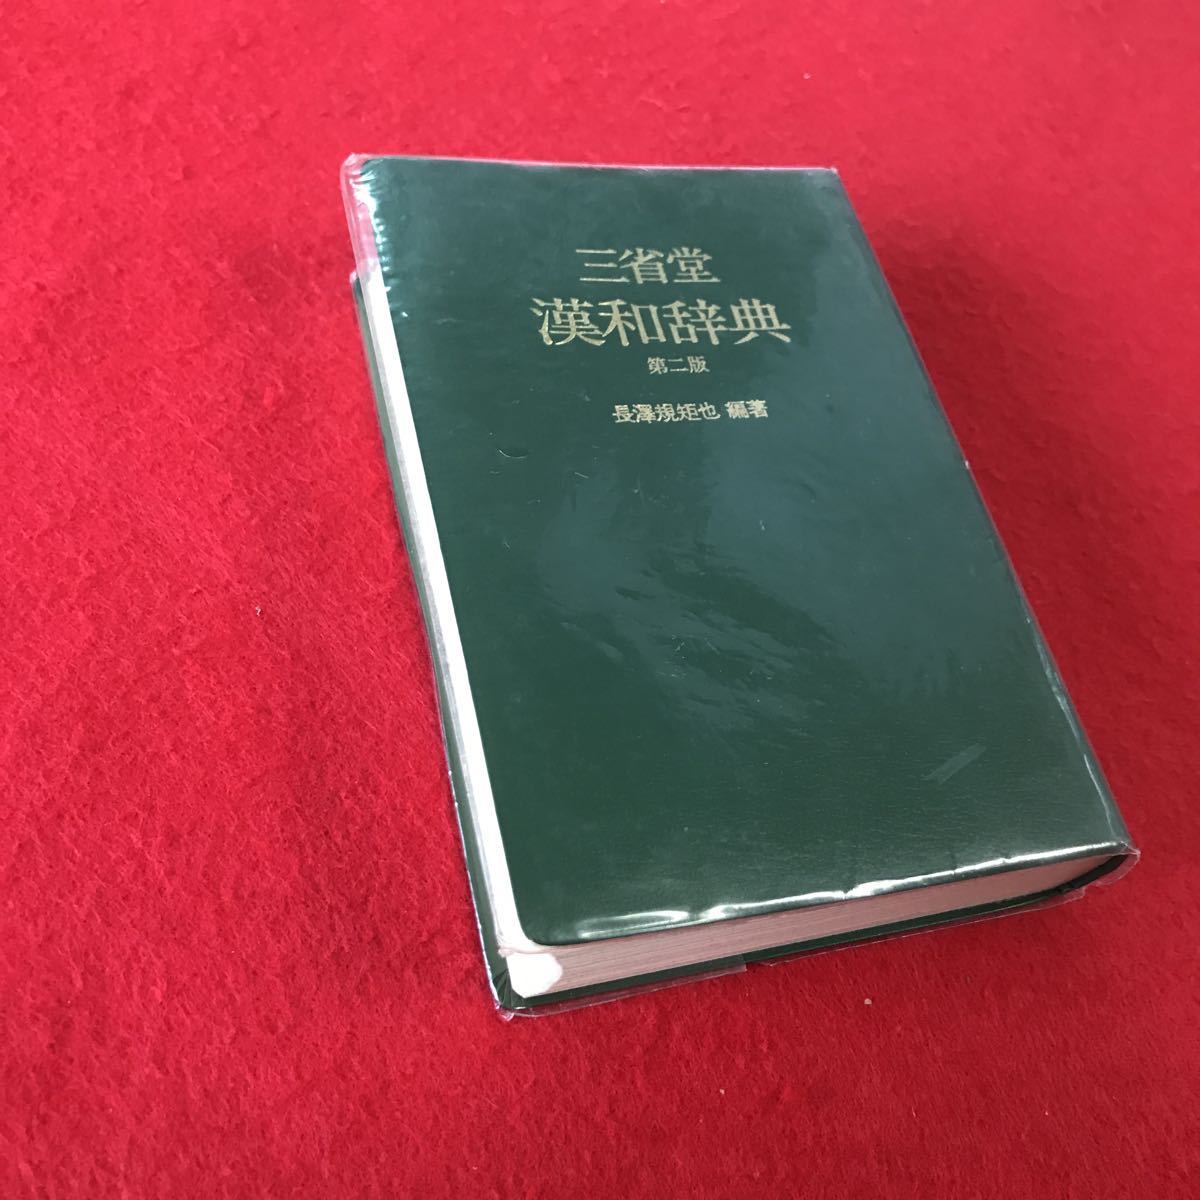 三省堂
漢和辞典
第二版
長澤規矩也 編著